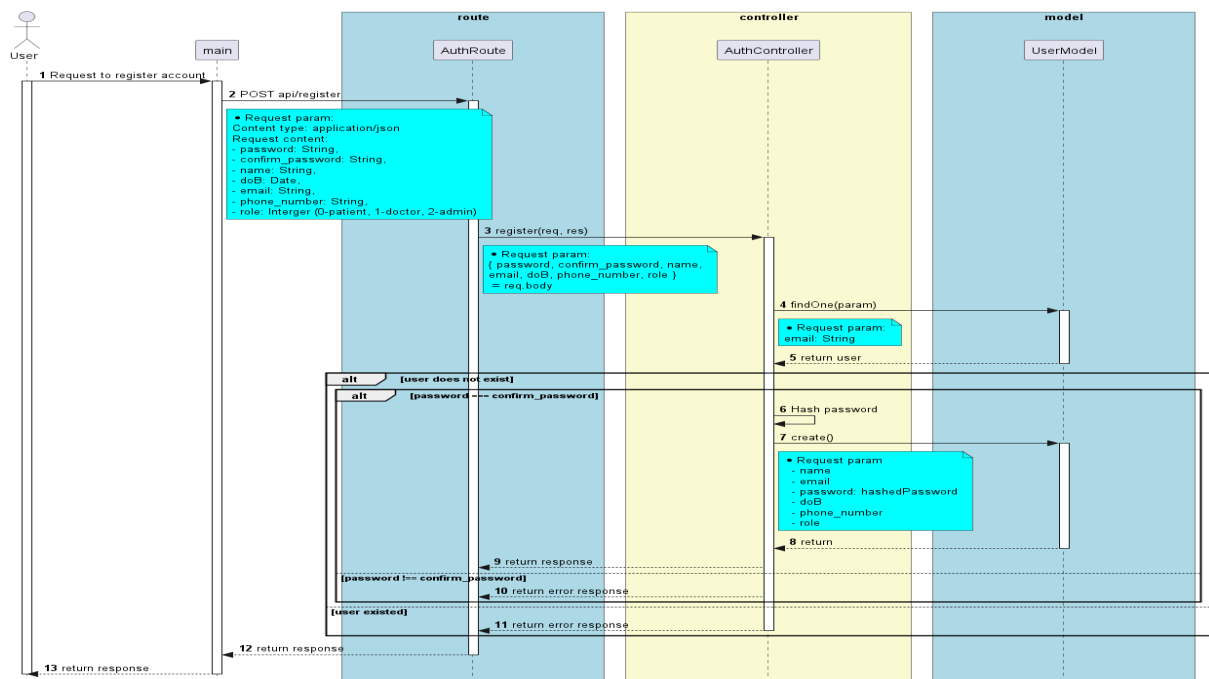 route
controller
model
User
main
AuthRoute
AuthController
UserModel
1 Request to register account
2 POST api/register
• Request param:
Content type: application/json
Request content:
- password: String,
- confirm_password: String,
- name: String,
- doB: Date,
- email: String,
- phone_number: String,
- role: Interger (0-patient, 1-doctor, 2-admin)
3 register(req, res)
• Request param:
{ password, confirm_password, name,
email, doB, phone_number, role }
= req.body
4 findOne(param)
• Request param:
email: String
5 return user
alt [user does not exist]
alt [password === confirm_password]
6 Hash password
7 create()
• Request param
- name
- email
- password: hashedPassword
- doB
- phone_number
- role
8 return
9 return response
[password !== confirm_password]
10 return error response
[user existed]
11 return error response
12 return response
13 return response